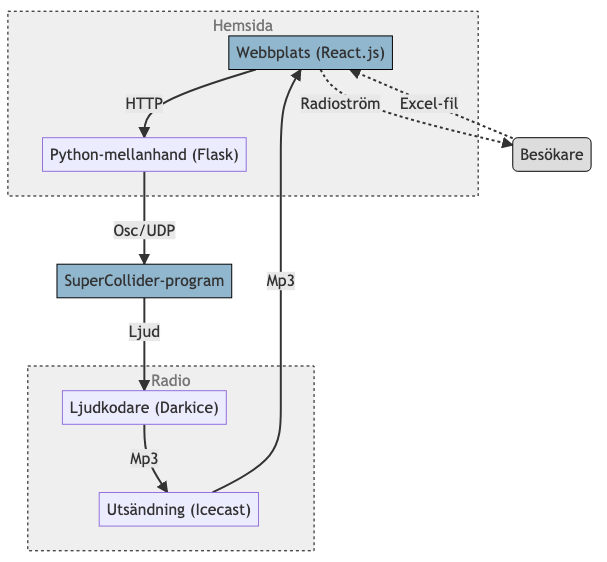 Hemsida
Webbplats (React.js)
HTTP
Radioström
Excel-fil
Python-mellanhand (Flask)
Besökare
Osc/UDP
SuperCollider-program
Mp3
Ljud
Radio
Ljudkodare (Darkice)
Mp3
Utsändning (Icecast)